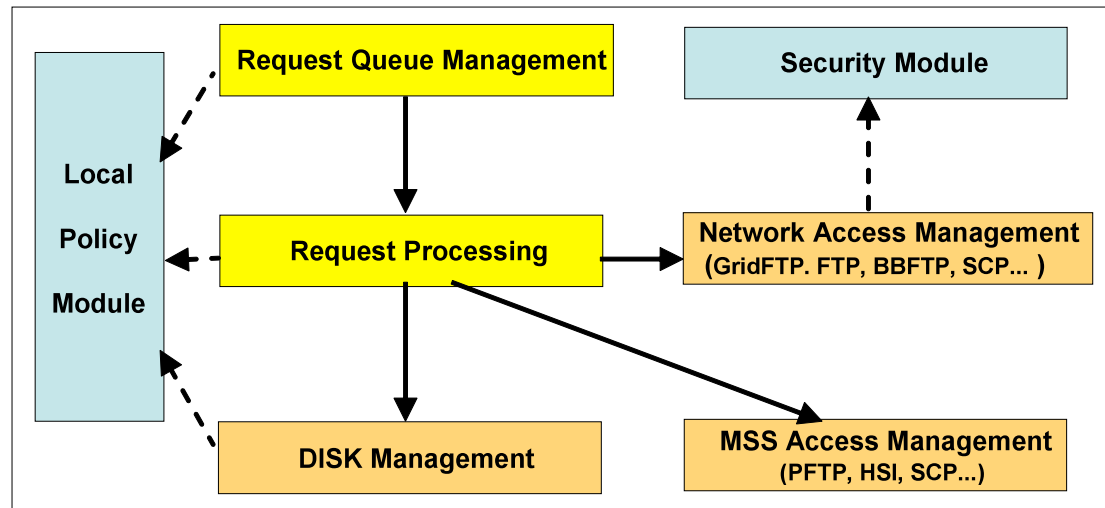 Request Queue Management
Security Module
Local
Policy
Module
Request Processing
Network Access Management
(GridFTP. FTP, BBFTP, SCP... )
DISK Management
MSS Access Management
(PFTP, HSI, SCP...)